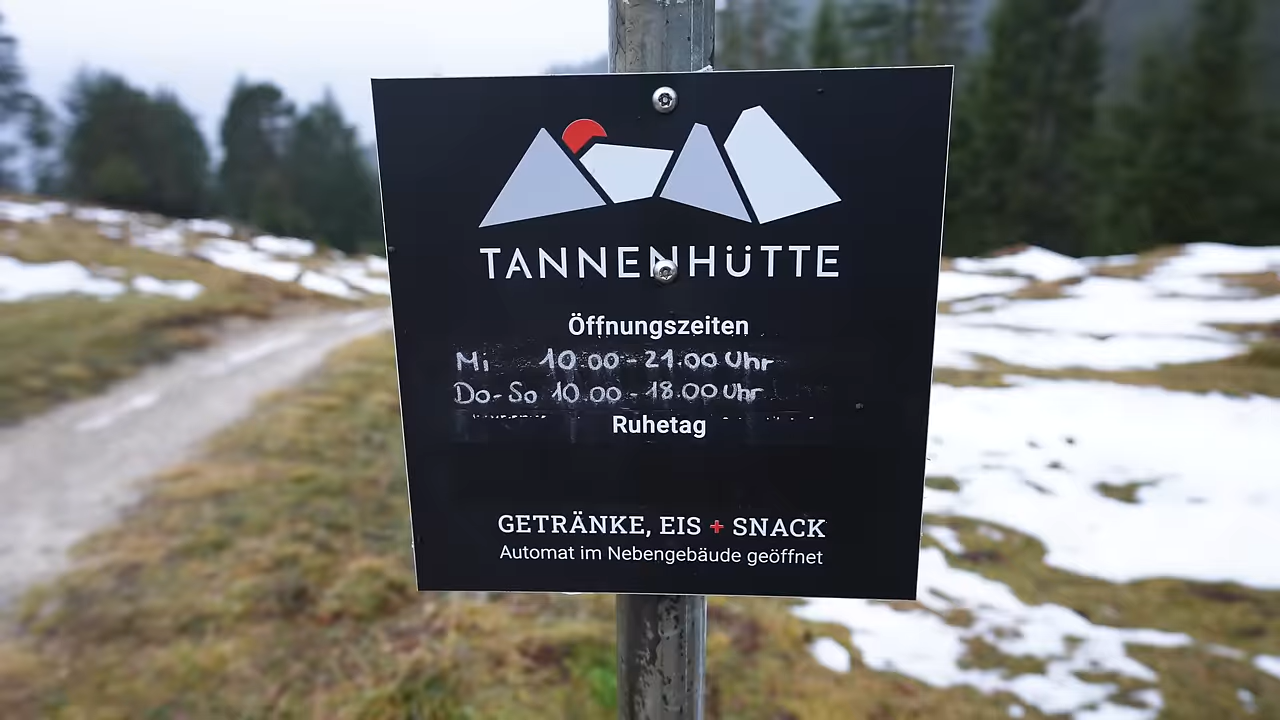 TANNENHÜTTE
Öffnungszeiten
Mi 10.00 - 21.00 Uhr
Do-So 10.00 - 18.00 Uhr
Ruhetag
GETRÄNKE, EIS + SNACK
Automat im Nebengebäude geöffnet